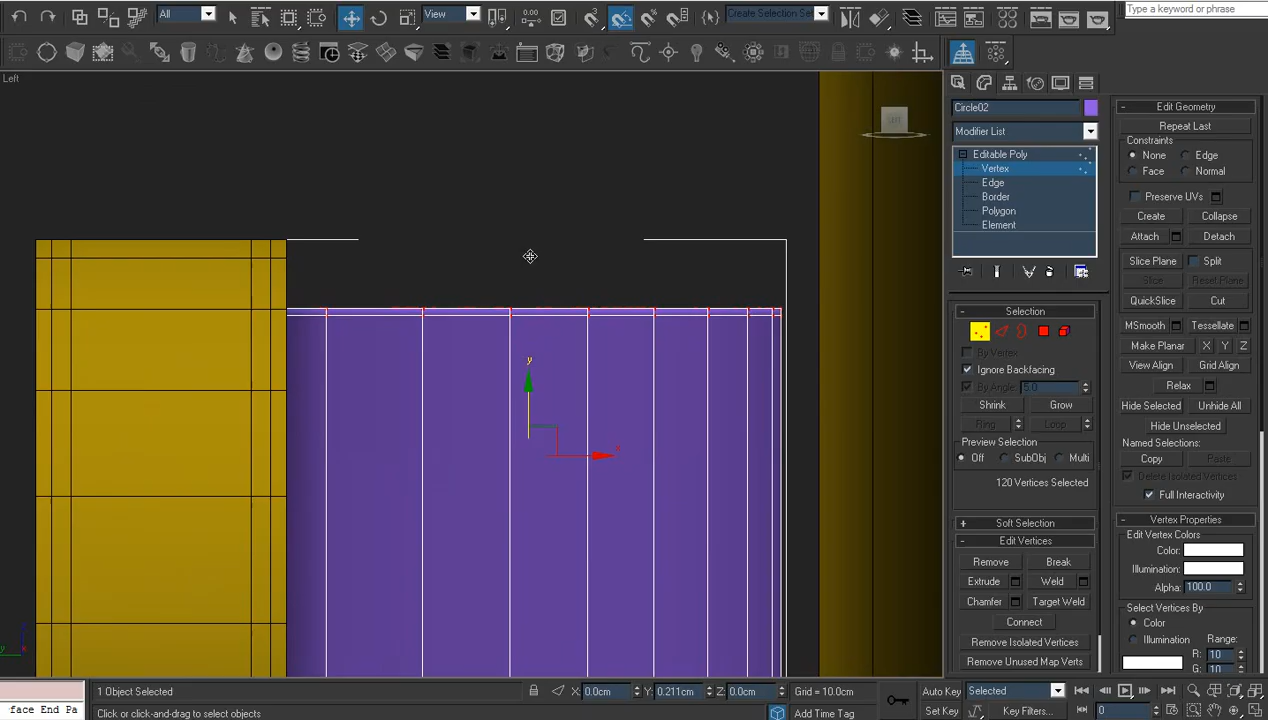 All
View
Create Selection Set
Type a keyword or phrase
Left
y
x
Circle02
Modifier List
Editable Poly
Vertex
Edge
Border
Polygon
Element
Selection
By Vertex
Ignore Backfacing
By Angle: 5.0
Shrink
Grow
Ring
Loop
Preview Selection
Off
SubObj
Multi
120 Vertices Selected
Soft Selection
Edit Vertices
Remove
Break
Extrude
Weld
Chamfer
Target Weld
Connect
Remove Isolated Vertices
Remove Unused Map Verts
Edit Geometry
Repeat Last
Constraints
None
Edge
Face
Normal
Preserve UVs
Create
Collapse
Attach
Detach
Slice Plane
Split
Slice
Reset Plane
QuickSlice
Cut
MSmooth
Tessellate
Make Planar
X
Y
Z
View Align
Grid Align
Relax
Hide Selected
Unhide All
Hide Unselected
Named Selections:
Copy
Paste
Delete Isolated Vertices
Full Interactivity
Vertex Properties
Edit Vertex Colors
Color:
Illumination:
Alpha: 100.0
Select Vertices By
Color
Illumination
Range:
R: 10
G: 10
1 Object Selected
X: 0.0cm
Y: 0.211cm
Z: 0.0cm
Grid = 10.0cm
Auto Key
Selected
face End Pa
Click or click-and-drag to select objects
Add Time Tag
Set Key
Key Filters...
0